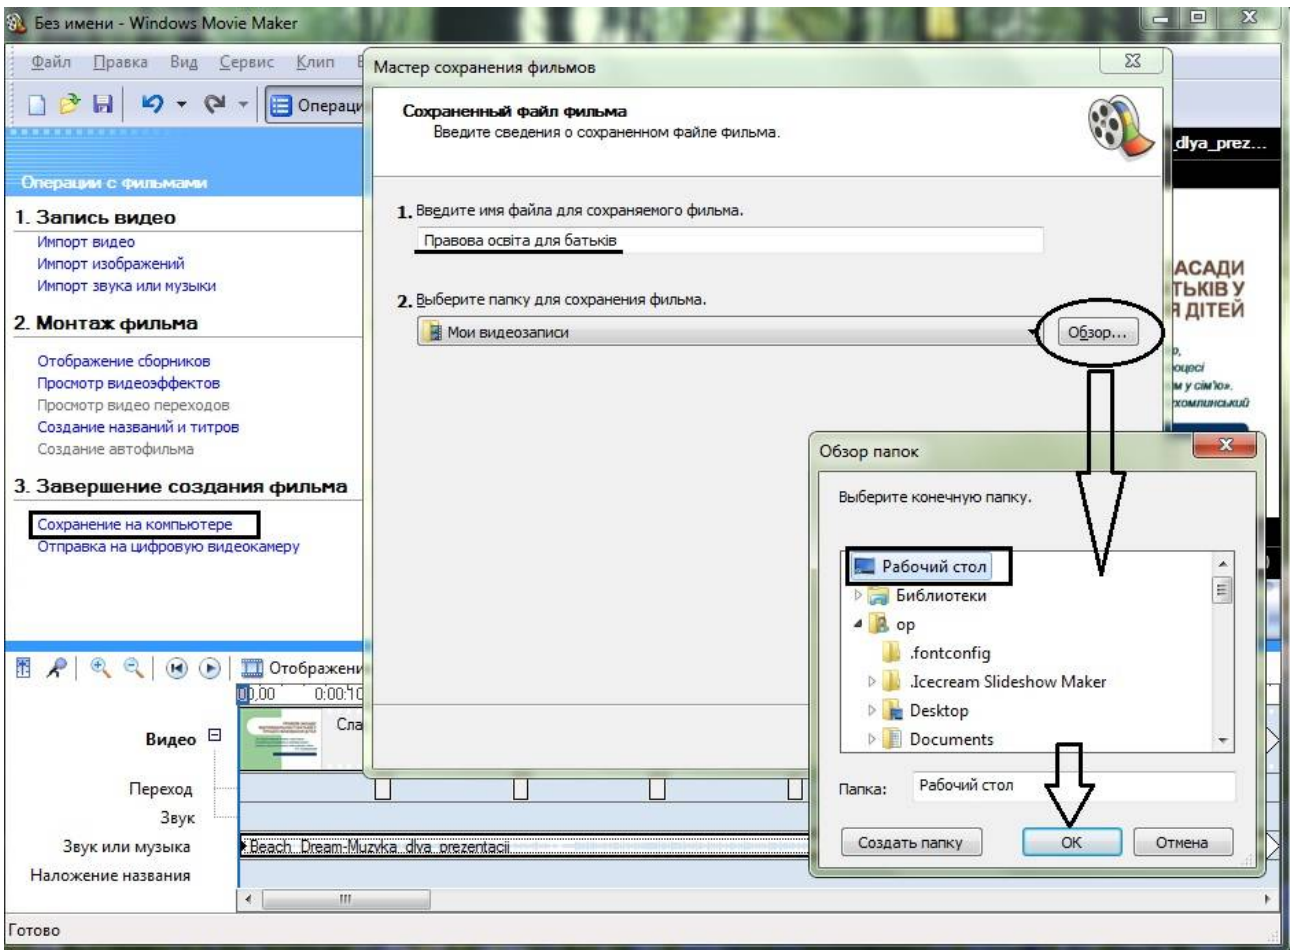 Без имени - Windows Movie Maker
Файл Правка Вид Сервис Клип
Операци
Операции с фильмами
1. Запись видео
Импорт видео
Импорт изображений
Импорт звука или музыки
2. Монтаж фильма
Отображение сборников
Просмотр видеоэффектов
Просмотр видео переходов
Создание названий и титров
Создание автофильма
3. Завершение создания фильма
Сохранение на компьютере
Отправка на цифровую видеокамеру
Мастер сохранения фильмов
Сохраненный файл фильма
Введите сведения о сохраненном файле фильма.
1. Введите имя файла для сохраняемого фильма.
Правова освіта для батьків
2. Выберите папку для сохранения фильма.
Мои видеозаписи
Обзор...
_dlya_prez...
АСАДИ
ТЬКІВ У
Я ДІТЕЙ
р,
оцесі
м у сім'ю».
хомлинський
Обзор папок
Выберите конечную папку.
Рабочий стол
Библиотеки
op
.fontconfig
.Icecream Slideshow Maker
Desktop
Documents
Папка: Рабочий стол
Создать папку OK Отмена
Отображени
00,00 0:00:10
Видео
Сла
Переход
Звук
Звук или музыка
Beach_Dream-Muzyka_dlya_prezentacii
Наложение названия
Готово